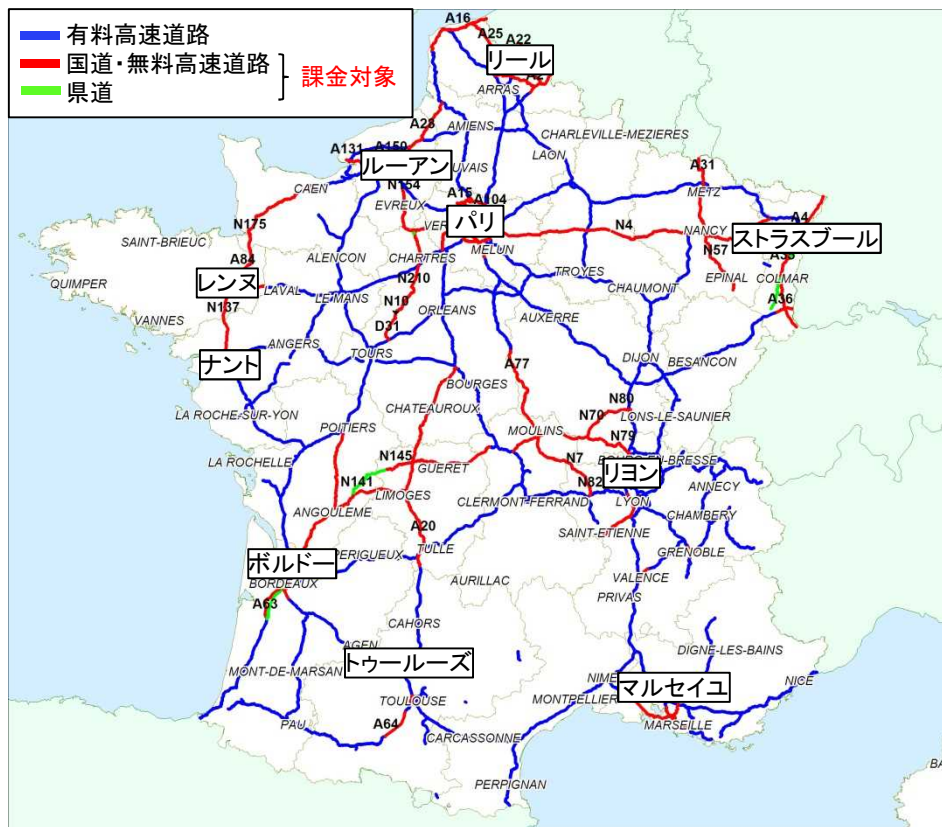 有料高速道路
国道・無料高速道路
県道
課金対象
A16
A25
A22
リール
ARRAS
A28
AMIENS
CHARLEVILLE-MEZIERES
A131
A150
ルーアン
LAON
A31
CAEN
N154
EVREUX
A15
A104
METZ
パリ
A4
N175
N4
NANCY
ストラスブール
SAINT-BRIEUC
CHARTRES
MELUN
N57
A35
A84
ALENCON
N210
TROYES
EPINAL
COLMAR
QUIMPER
レンヌ
LAVAL
LE MANS
CHAUMONT
A36
VANNES
N137
N10
ORLEANS
AUXERRE
D31
ナント
ANGERS
TOURS
A77
DIJON
BESANCON
BOURGES
LA ROCHE-SUR-YON
CHATEAUROUX
N80
N70
LONS-LE-SAUNIER
POITIERS
MOULINS
N79
LA ROCHELLE
N145
GUERET
N7
BOURG-EN-BRESSE
N141
リヨン
ANNECY
LIMOGES
CLERMONT-FERRAND
N82
LYON
ANGOULEME
CHAMBERY
A20
SAINT-ETIENNE
ボルドー
PERIGUEUX
TULLE
GRENOBLE
BORDEAUX
AURILLAC
VALENCE
PRIVAS
A63
CAHORS
AGEN
DIGNE-LES-BAINS
MONT-DE-MARSAN
トゥールーズ
NIME
マルセイユ
NICE
TOULOUSE
MONTPELLIER
PAU
A64
MARSEILLE
CARCASSONNE
PERPIGNAN